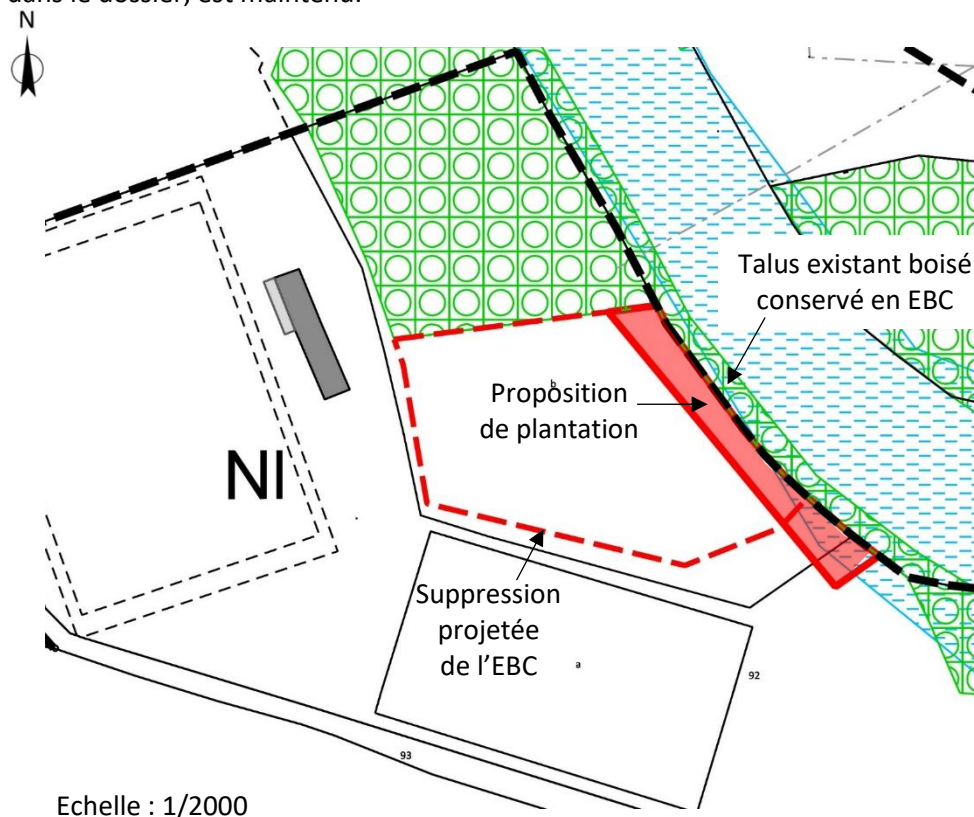 dans le dossier, est maintenu.
N
Talus existant boisé
conservé en EBC
b
Proposition
de plantation
Nl
Suppression
projetée
de l’EBC
a
92
93
Echelle : 1/2000